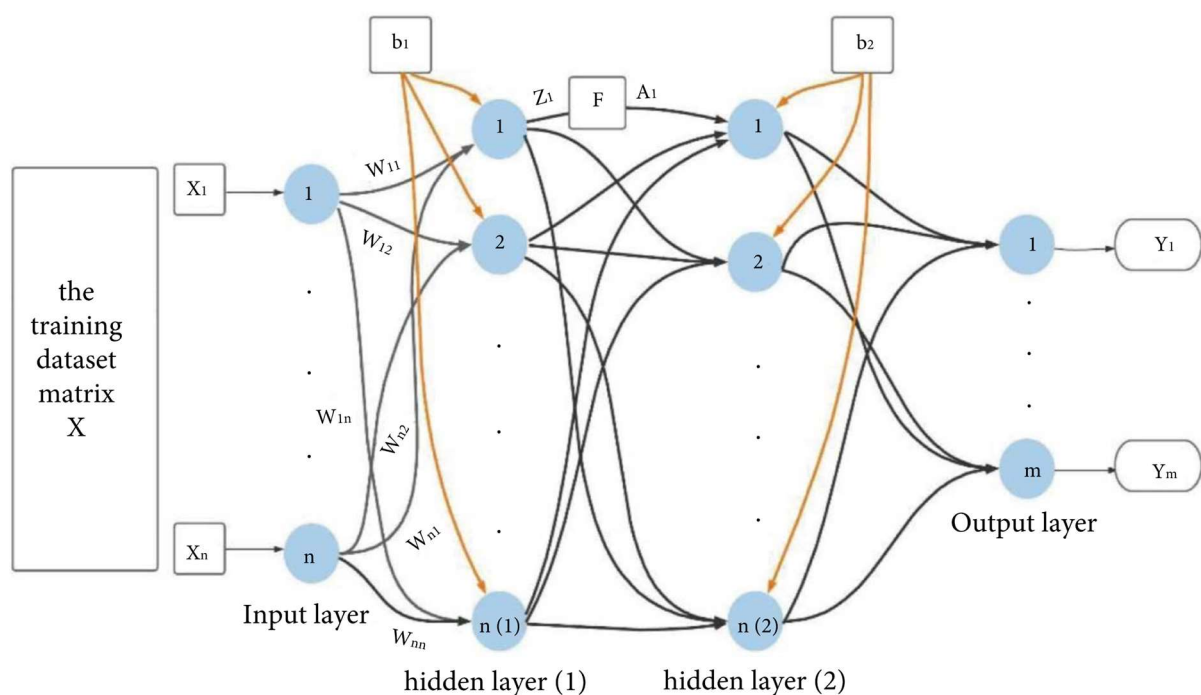 b1
b2
Z1
F
A1
1
1
W11
X1
1
W12
2
2
1
Y1
the
training
dataset
matrix
X
W1n
Wn2
m
Ym
Output layer
Wn1
Xn
n
Input layer
Wnn
n (1)
n (2)
hidden layer (1)
hidden layer (2)